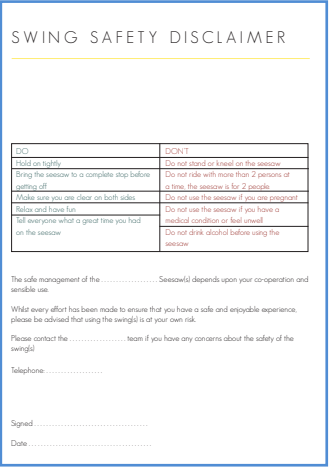 SWING SAFETY DISCLAIMER
DO
DON'T
Hold on tightly
Do not stand or kneel on the seesaw
Bring the seesaw to a complete stop before
getting off
Do not ride with more than 2 persons at
a time, the seesaw is for 2 people
Make sure you are clear on both sides
Do not use the seesaw if you are pregnant
Relax and have fun
Do not use the seesaw if you have a
medical condition or feel unwell
Tell everyone what a great time you had
on the seesaw
Do not drink alcohol before using the
seesaw
The safe management of the ................... Seesaw(s) depends upon your co-operation and
sensible use.
Whilst every effort has been made to ensure that you have a safe and enjoyable experience,
please be advised that using the swing(s) is at your own risk.
Please contact the ................... team if you have any concerns about the safety of the
swing(s)
Telephone: ...................
Signed ......................................
Date .........................................